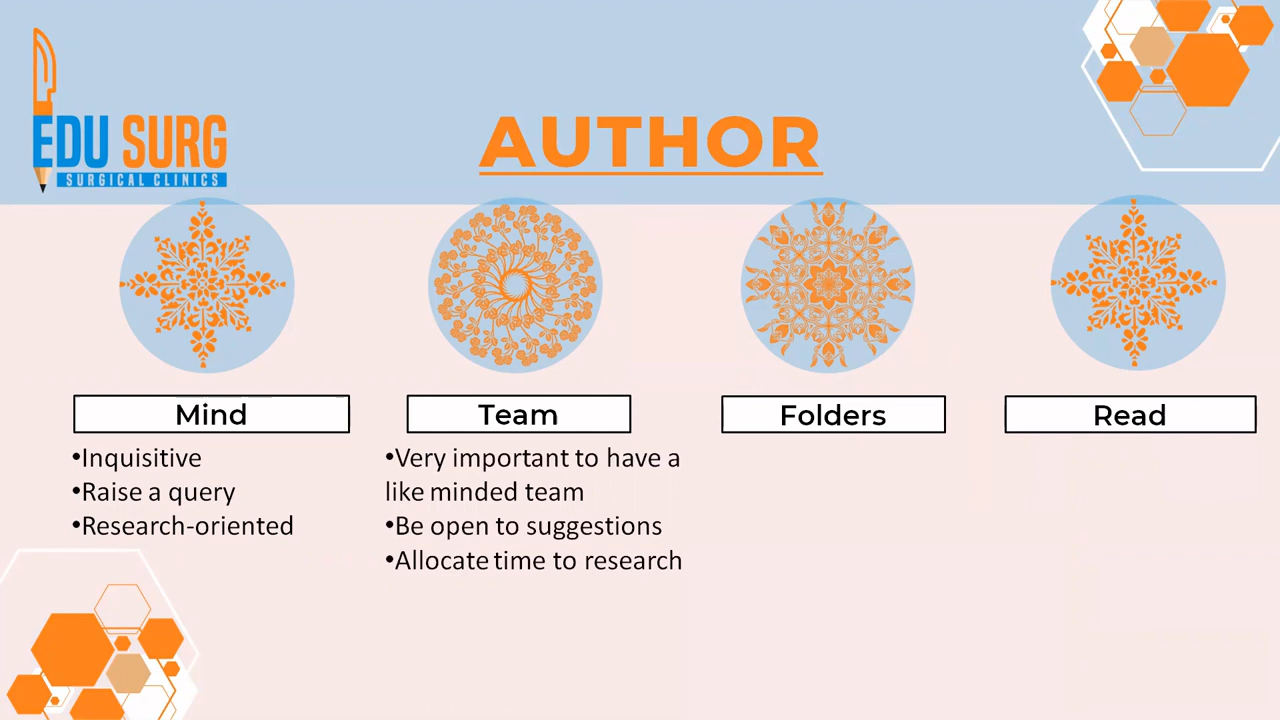 EDU SURG
SURGICAL CLINICS
AUTHOR
Mind
Team
Folders
Read
•Inquisitive
•Raise a query
•Research-oriented
•Very important to have a
like minded team
•Be open to suggestions
•Allocate time to research